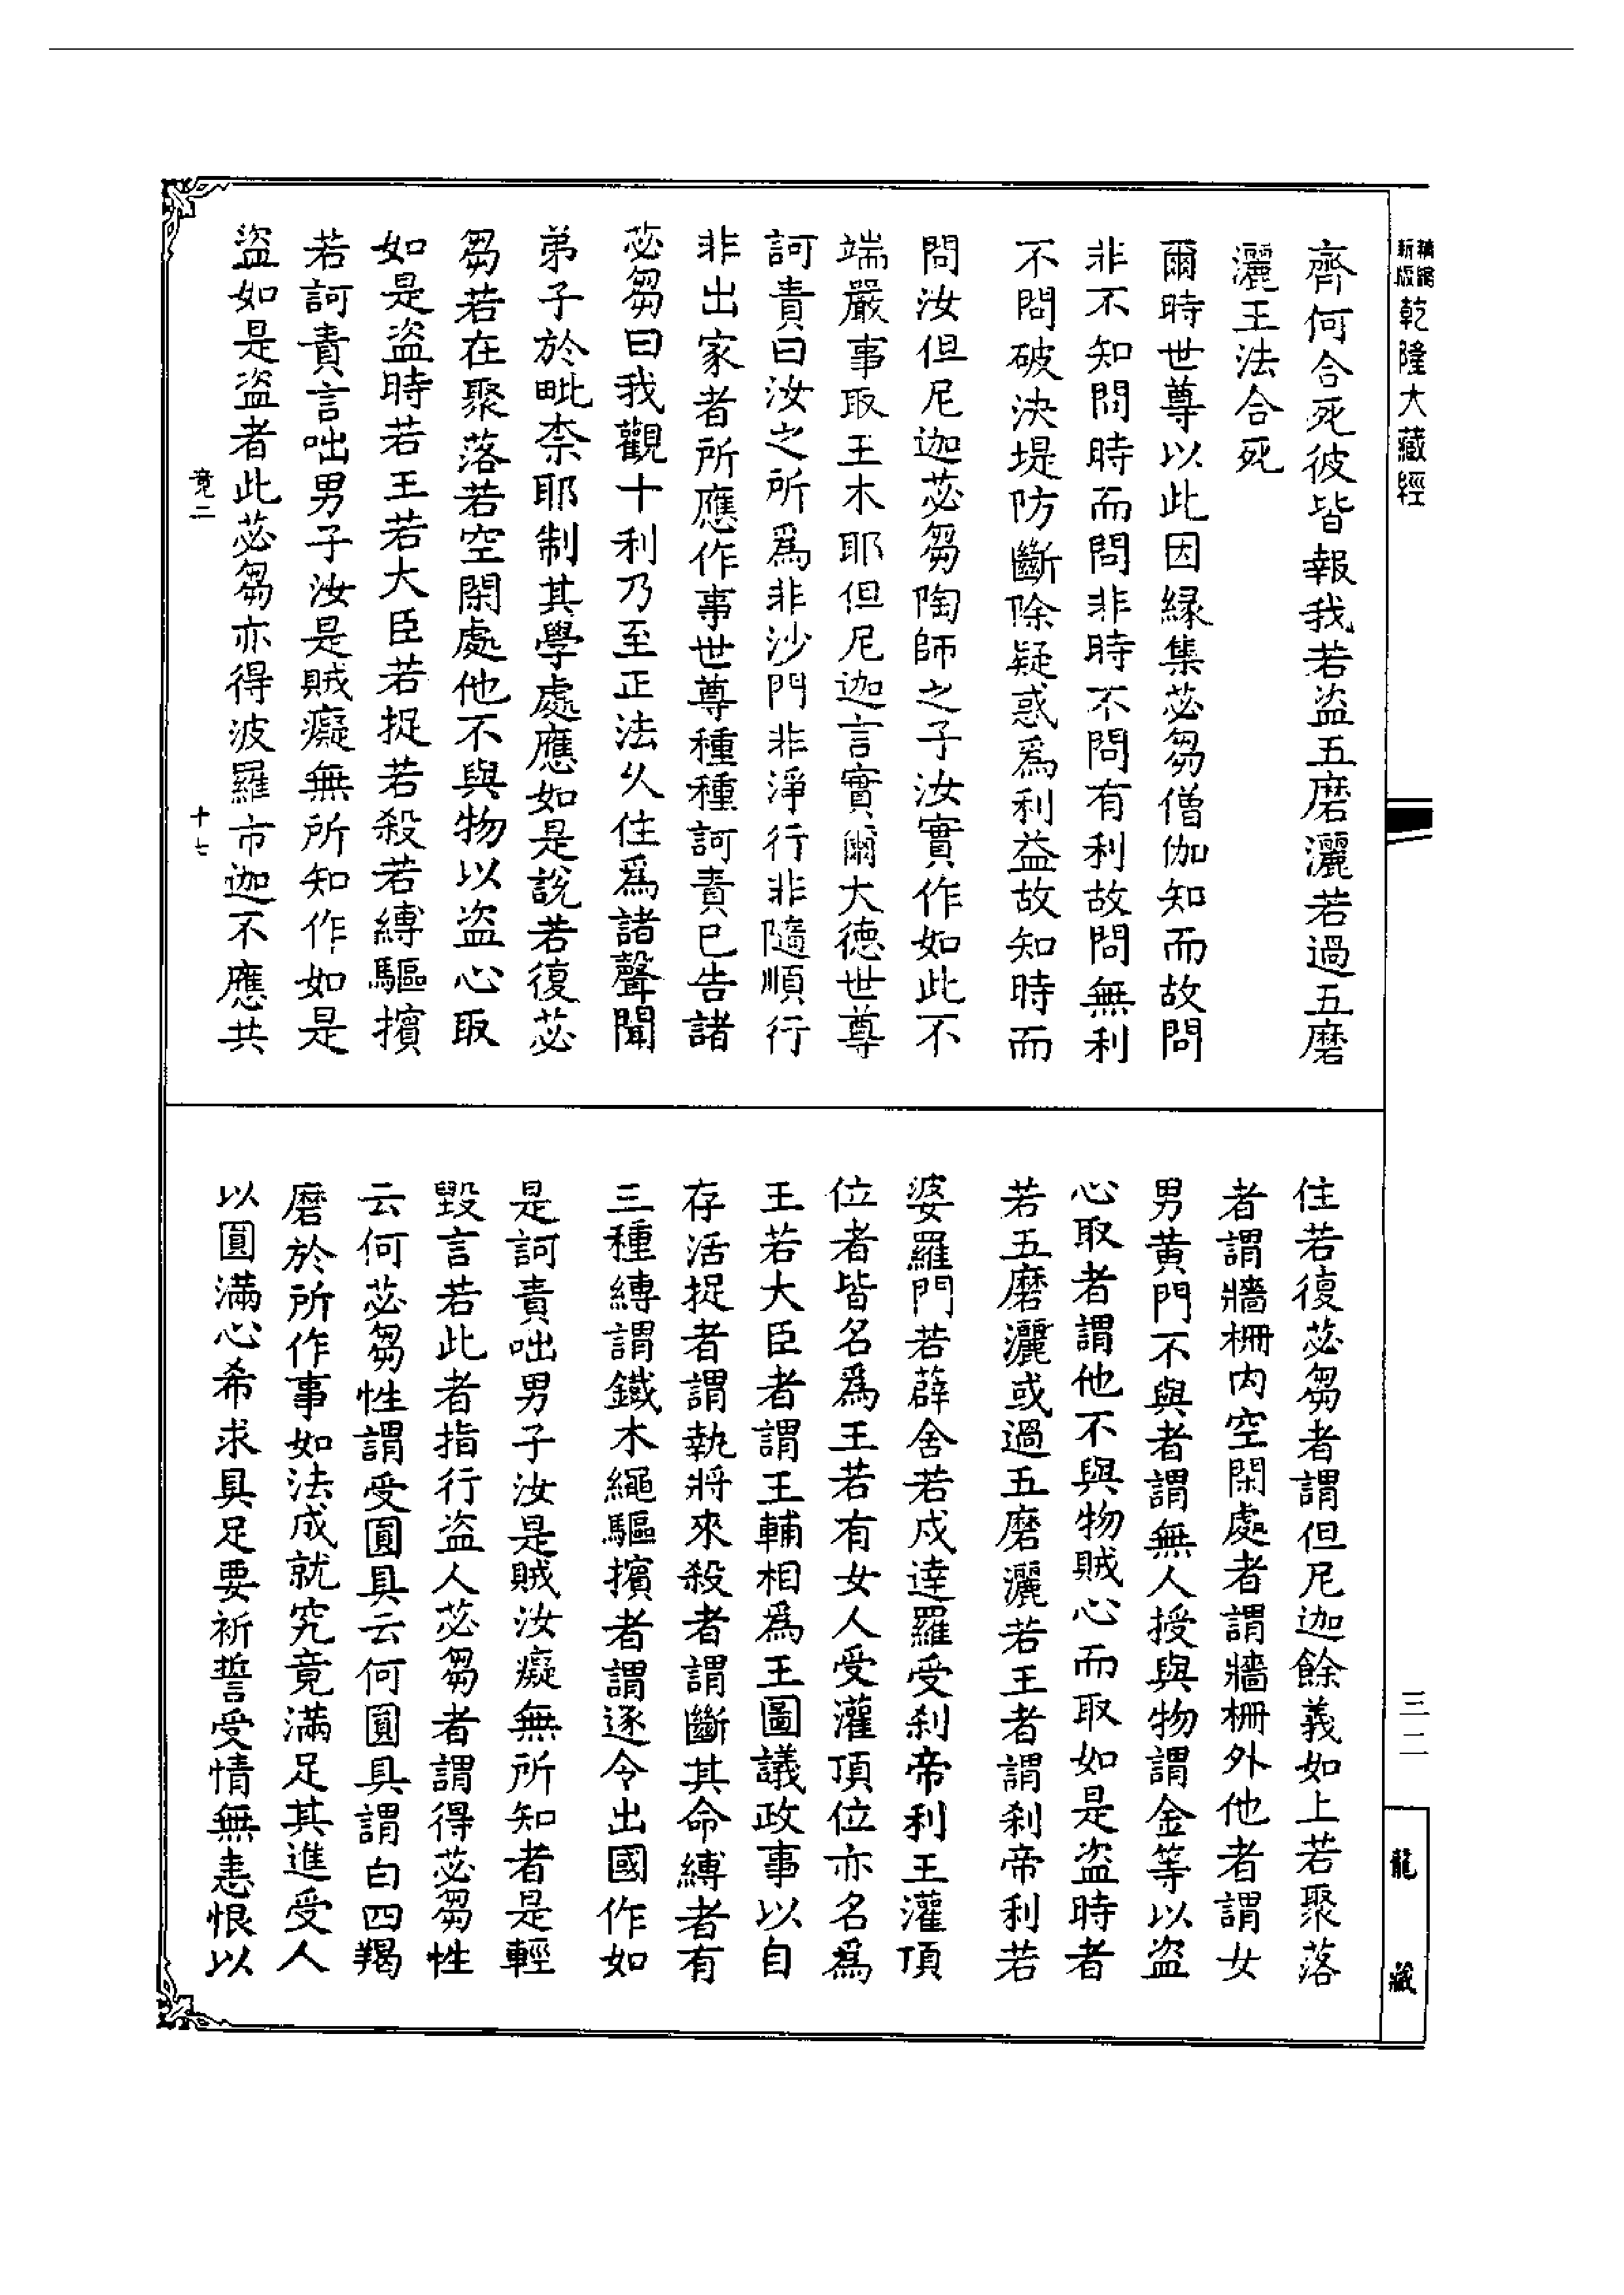 新版
乾隆大藏經
齊何合死彼皆報我若盜五磨灑若過五磨
灑王法合死
爾時世尊以此因緣集苾芻僧伽知而故問
非不知問時而問非時不問有利故問無利
不問破決堤防斷除疑惑爲利益故知時而
問汝但尼迦苾芻陶師之子汝實作如此不
端嚴事取王木耶但尼迦言實爾大德世尊
訶責曰汝之所爲非沙門非淨行非隨順行
非出家者所應作事世尊種種訶責已告諸
苾芻曰我觀十利乃至正法久住爲諸聲聞
弟子於毗柰耶制其學處應如是說若復苾
芻若在聚落若空閑處他不與物以盜心取
如是盜時若王若大臣若捉若殺若縛驅擯
若訶責言咄男子汝是賊癡無所知作如是
盜如是盜者此苾芻亦得波羅市迦不應共
竟二
十七
住若復苾芻者謂但尼迦餘義如上若聚落
者謂牆柵內空閑處者謂牆柵外他者謂女
男黃門不與者謂無人授與物謂金等以盜
心取者謂他不與物賊心而取如是盜時者
若五磨灑或過五磨灑若王者謂剎帝利若
婆羅門若薜舍若戍達羅受剎帝利王灌頂
位者皆名爲王若有女人受灌頂位亦名爲
王若大臣者謂王輔相爲王圖議政事以自
存活捉者謂執將來殺者謂斷其命縛者有
三種縛謂鐵木繩驅擯者謂逐令出國作如
是訶責咄男子汝是賊汝癡無所知者是輕
毀言若此者指行盜人苾芻者謂得苾芻性
云何苾芻性謂受圓具云何圓具謂白四羯
磨於所作事如法成就究竟滿足其進受人
以圓滿心希求具足要祈誓受情無恚恨以
三二
龍藏